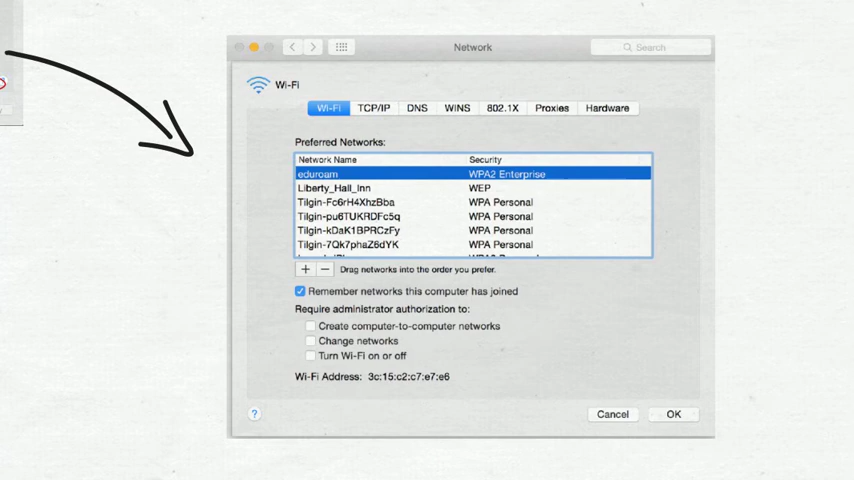 Network
Search
Wi-Fi
Wi-Fi TCP/IP DNS WINS 802.1X Proxies Hardware
Preferred Networks:
Network Name Security
eduroam WPA2 Enterprise
Liberty_Hall_Inn WEP
Tilgin-Fc6rH4XhzBba WPA Personal
Tilgin-pu6TUKRDFc5q WPA Personal
Tilgin-kDaK1BPRCzFy WPA Personal
Tilgin-7Qk7phaZ6dYK WPA Personal
+ − Drag networks into the order you prefer.
Remember networks this computer has joined
Require administrator authorization to:
Create computer-to-computer networks
Change networks
Turn Wi-Fi on or off
Wi-Fi Address: 3c:15:c2:c7:e7:e6
? Cancel OK